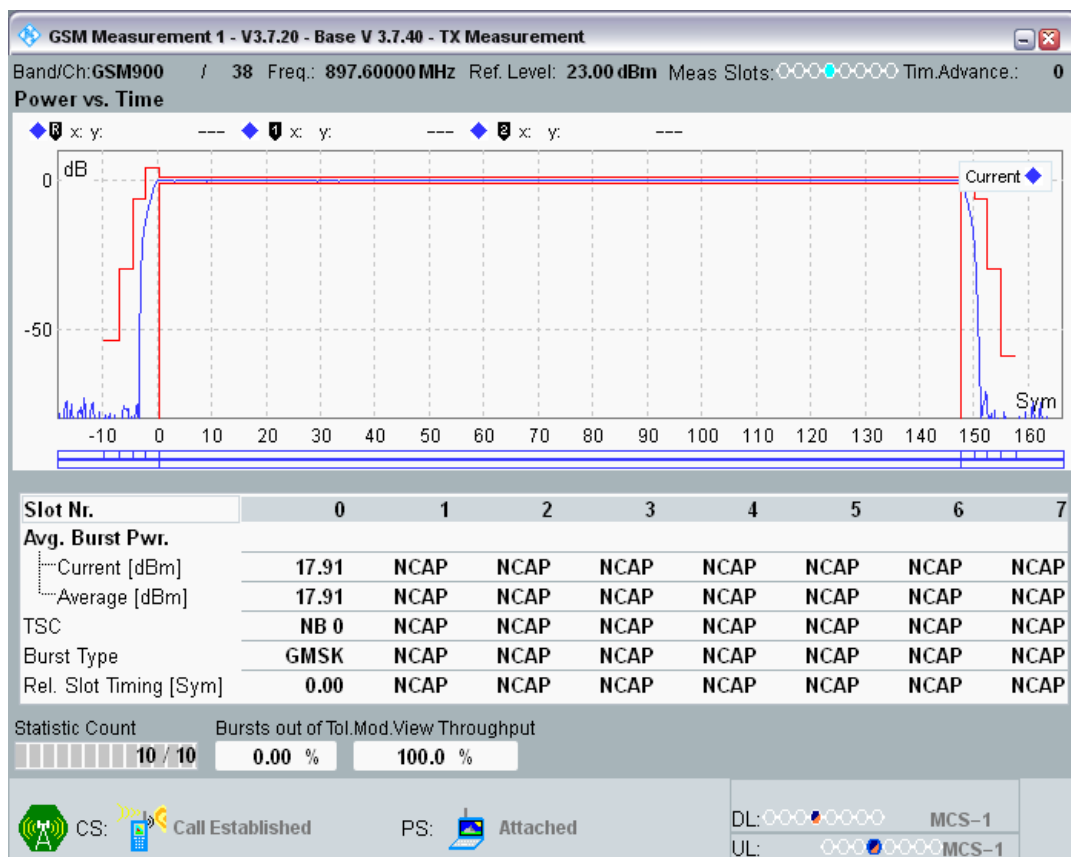 GSM Measurement 1 - V3.7.20 - Base V 3.7.40 - TX Measurement
Band/Ch:GSM900 / 38 Freq.: 897.60000 MHz Ref. Level: 23.00 dBm Meas Slots: Tim.Advance.: 0
Power vs. Time
R x: y: --- 1 x: y: --- 2 x: y: ---
dB
0
Current
-50
Sym
-10 0 10 20 30 40 50 60 70 80 90 100 110 120 130 140 150 160
Slot Nr. 0 1 2 3 4 5 6 7
Avg. Burst Pwr.
Current [dBm] 17.91 NCAP NCAP NCAP NCAP NCAP NCAP NCAP
Average [dBm] 17.91 NCAP NCAP NCAP NCAP NCAP NCAP NCAP
TSC NB 0 NCAP NCAP NCAP NCAP NCAP NCAP NCAP
Burst Type GMSK NCAP NCAP NCAP NCAP NCAP NCAP NCAP
Rel. Slot Timing [Sym] 0.00 NCAP NCAP NCAP NCAP NCAP NCAP NCAP
Statistic Count Bursts out of Tol. Mod.View Throughput
10 / 10 0.00 % 100.0 %
CS: Call Established PS: Attached
DL: MCS-1
UL: MCS-1